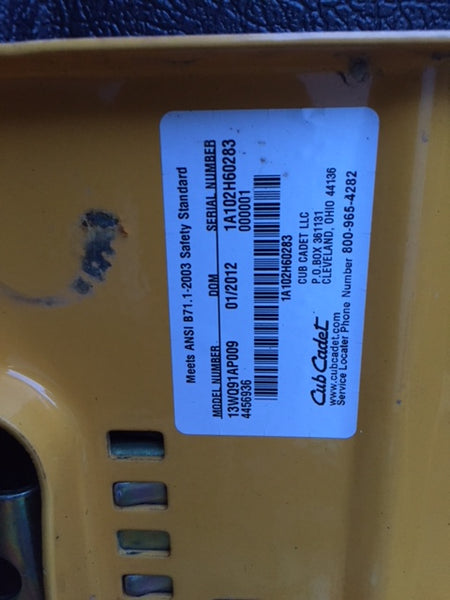 Meets ANSI B71.1-2003 Safety Standard
MODEL NUMBER DOM SERIAL NUMBER
13W091AP009 01/2012 1A102H60283
4456936 000001
1A102H60283
CUB CADET LLC
P.O.BOX 361131
CLEVELAND, OHIO 44136
Cub Cadet
www.cubcadet.com
Service Locater Phone Number 800-965-4282